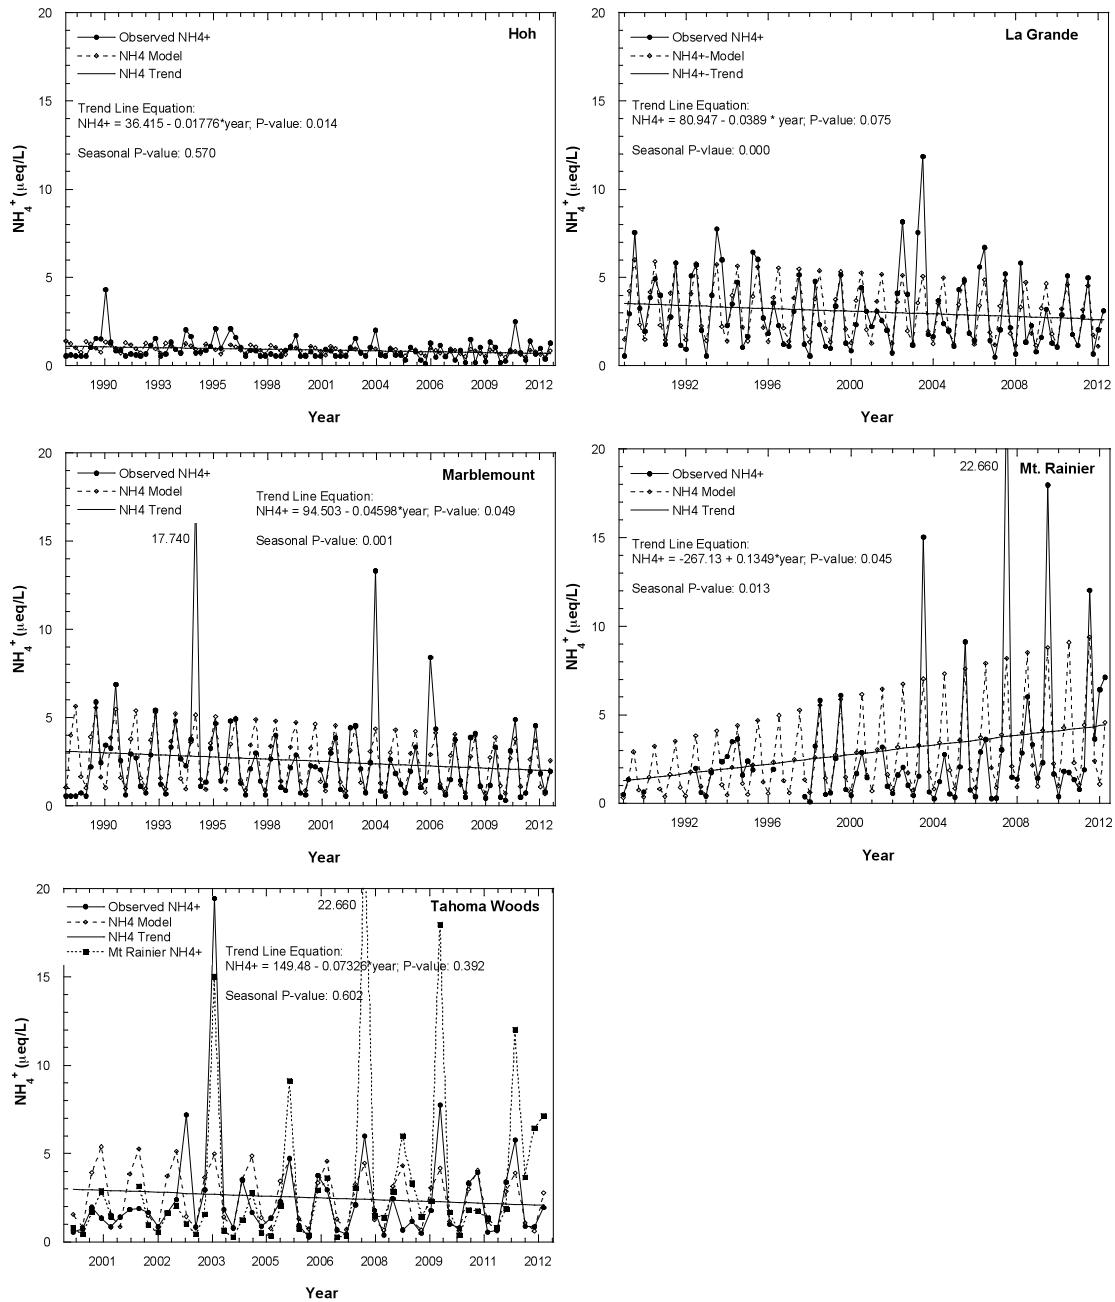 Hoh
Observed NH4+
NH4 Model
NH4 Trend
Trend Line Equation:
NH4+ = 36.415 - 0.01776*year; P-value: 0.014
Seasonal P-value: 0.570
NH4+ (μeq/L)
20
15
10
5
0
1990 1993 1995 1998 2001 2004 2006 2009 2012
Year
La Grande
Observed NH4+
NH4+-Model
NH4+-Trend
Trend Line Equation:
NH4+ = 80.947 - 0.0389 * year; P-value: 0.075
Seasonal P-vlaue: 0.000
NH4+ (μeq/L)
20
15
10
5
0
1992 1996 2000 2004 2008 2012
Year
Marblemount
Observed NH4+
NH4 Model
NH4 Trend
Trend Line Equation:
NH4+ = 94.503 - 0.04598*year; P-value: 0.049
Seasonal P-value: 0.001
17.740
NH4+ (μeq/L)
20
15
10
5
0
1990 1993 1995 1998 2001 2004 2006 2009 2012
Year
Mt. Rainier
22.660
Observed NH4+
NH4 Model
NH4 Trend
Trend Line Equation:
NH4+ = -267.13 + 0.1349*year; P-value: 0.045
Seasonal P-value: 0.013
NH4+ (μeq/L)
20
15
10
5
0
1992 1996 2000 2004 2008 2012
Year
Tahoma Woods
22.660
Observed NH4+
NH4 Model
NH4 Trend
Mt Rainier NH4+
Trend Line Equation:
NH4+ = 149.48 - 0.07326*year; P-value: 0.392
Seasonal P-value: 0.602
NH4+ (μeq/L)
20
15
10
5
0
2001 2002 2003 2005 2006 2008 2009 2011 2012
Year